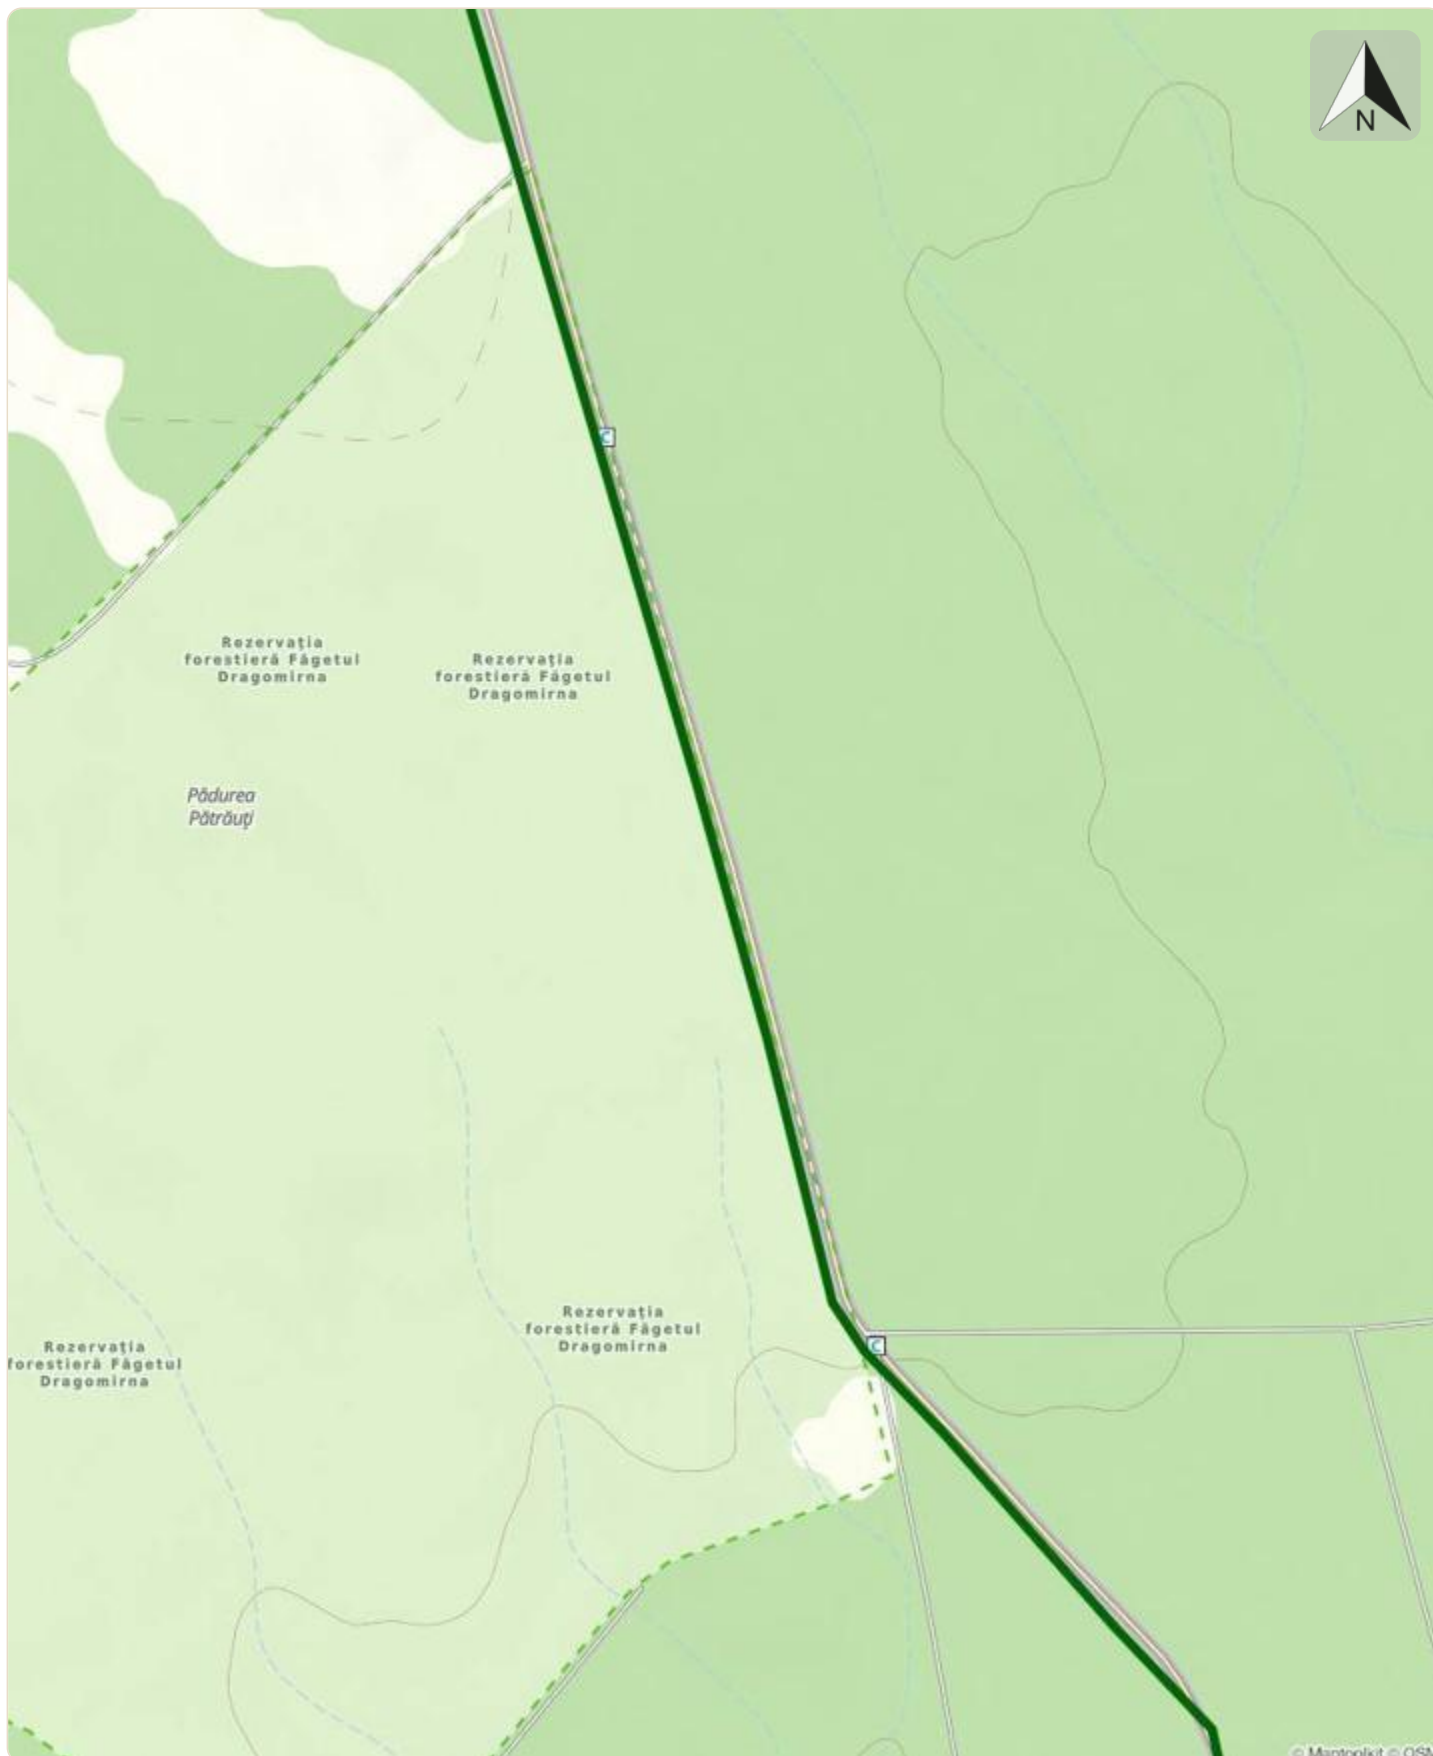 N
C
Rezervația
forestieră Făgetul
Dragomirna
Rezervația
forestieră Făgetul
Dragomirna
Pădurea
Pătrăuți
Rezervația
forestieră Făgetul
Dragomirna
C
Rezervația
forestieră Făgetul
Dragomirna